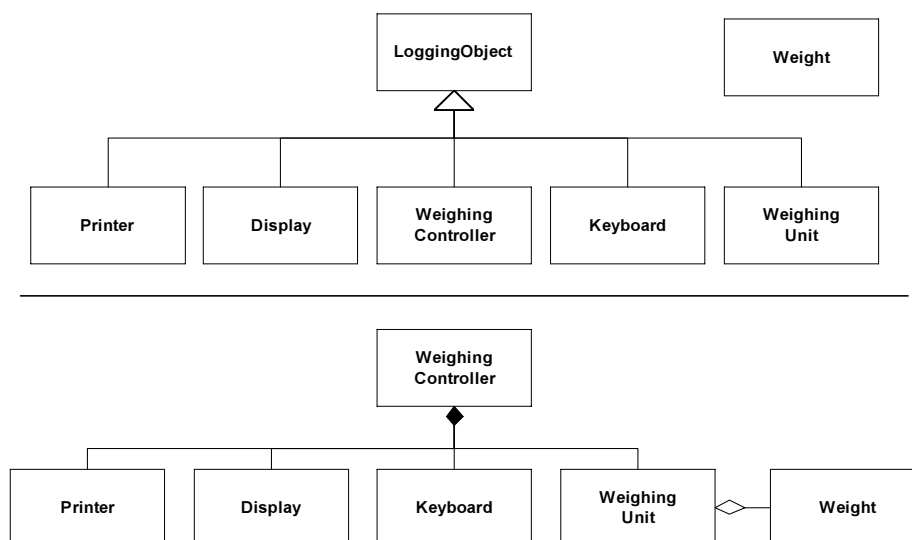 LoggingObject
Weight
Printer
Display
Weighing
Controller
Keyboard
Weighing
Unit
Weighing
Controller
Printer
Display
Keyboard
Weighing
Unit
Weight